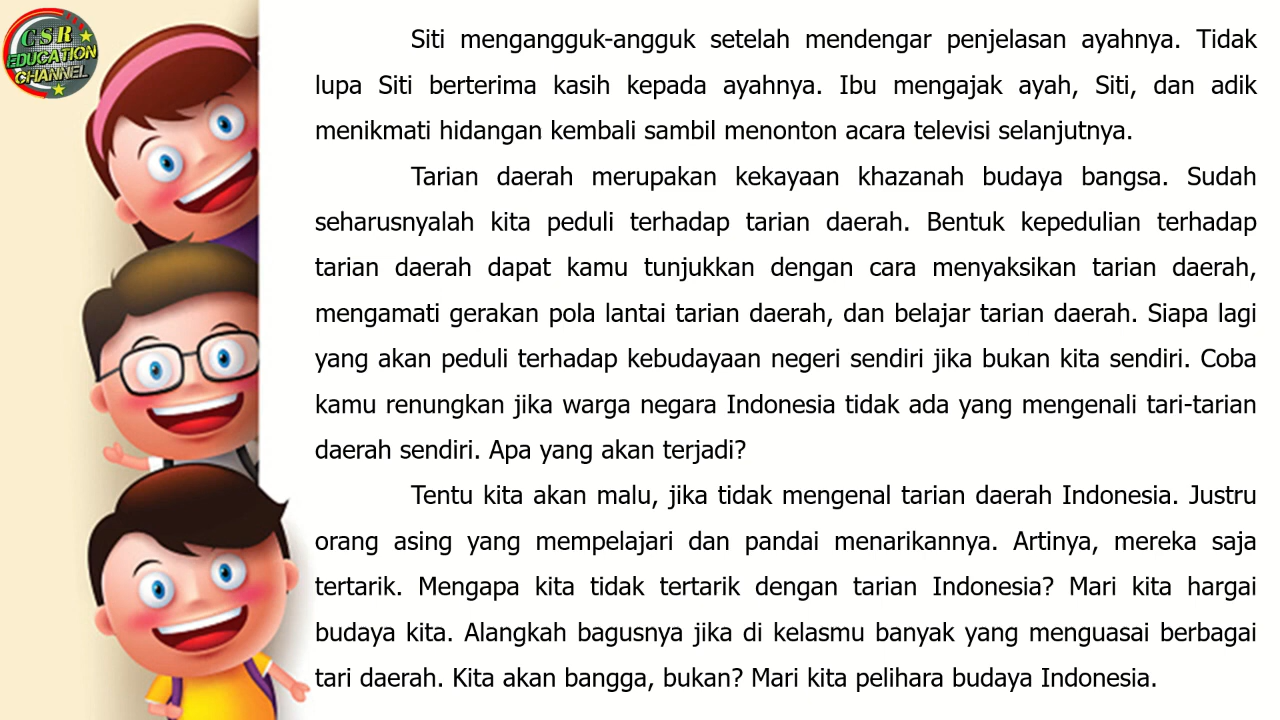 CSR
EDUCATION
CHANNEL
Siti mengangguk-angguk setelah mendengar penjelasan ayahnya. Tidak
lupa Siti berterima kasih kepada ayahnya. Ibu mengajak ayah, Siti, dan adik
menikmati hidangan kembali sambil menonton acara televisi selanjutnya.
Tarian daerah merupakan kekayaan khazanah budaya bangsa. Sudah
seharusnyalah kita peduli terhadap tarian daerah. Bentuk kepedulian terhadap
tarian daerah dapat kamu tunjukkan dengan cara menyaksikan tarian daerah,
mengamati gerakan pola lantai tarian daerah, dan belajar tarian daerah. Siapa lagi
yang akan peduli terhadap kebudayaan negeri sendiri jika bukan kita sendiri. Coba
kamu renungkan jika warga negara Indonesia tidak ada yang mengenali tari-tarian
daerah sendiri. Apa yang akan terjadi?
Tentu kita akan malu, jika tidak mengenal tarian daerah Indonesia. Justru
orang asing yang mempelajari dan pandai menarikannya. Artinya, mereka saja
tertarik. Mengapa kita tidak tertarik dengan tarian Indonesia? Mari kita hargai
budaya kita. Alangkah bagusnya jika di kelasmu banyak yang menguasai berbagai
tari daerah. Kita akan bangga, bukan? Mari kita pelihara budaya Indonesia.